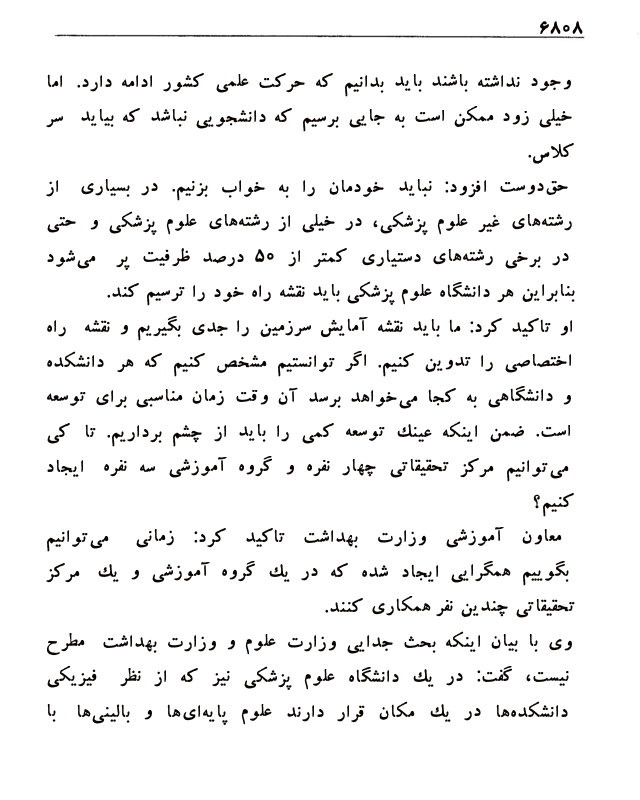 ۶۸۰۸
وجود نداشته باشند باید بدانیم که حرکت علمی کشور ادامه دارد. اما
خیلی زود ممکن است به جایی برسیم که دانشجویی نباشد که بیاید سر
کلاس.
حق‌دوست افزود: نباید خودمان را به خواب بزنیم. در بسیاری از
رشته‌های غیر علوم پزشکی، در خیلی از رشته‌های علوم پزشکی و حتی
در برخی رشته‌های دستیاری کمتر از ۵۰ درصد ظرفیت پر می‌شود
بنابراین هر دانشگاه علوم پزشکی باید نقشه راه خود را ترسیم کند.
او تاکید کرد: ما باید نقشه آمایش سرزمین را جدی بگیریم و نقشه راه
اختصاصی را تدوین کنیم. اگر توانستیم مشخص کنیم که هر دانشکده
و دانشگاهی به کجا می‌خواهد برسد آن وقت زمان مناسبی برای توسعه
است. ضمن اینکه عینك توسعه کمی را باید از چشم برداریم. تا کی
می‌توانیم مرکز تحقیقاتی چهار نفره و گروه آموزشی سه نفره ایجاد
کنیم؟
معاون آموزشی وزارت بهداشت تاکید کرد: زمانی می‌توانیم
بگوییم همگرایی ایجاد شده که در یك گروه آموزشی و یك مرکز
تحقیقاتی چندین نفر همکاری کنند.
وی با بیان اینکه بحث جدایی وزارت علوم و وزارت بهداشت مطرح
نیست، گفت: در یك دانشگاه علوم پزشکی نیز که از نظر فیزیکی
دانشکده‌ها در یك مکان قرار دارند علوم پایه‌ای‌ها و بالینی‌ها با